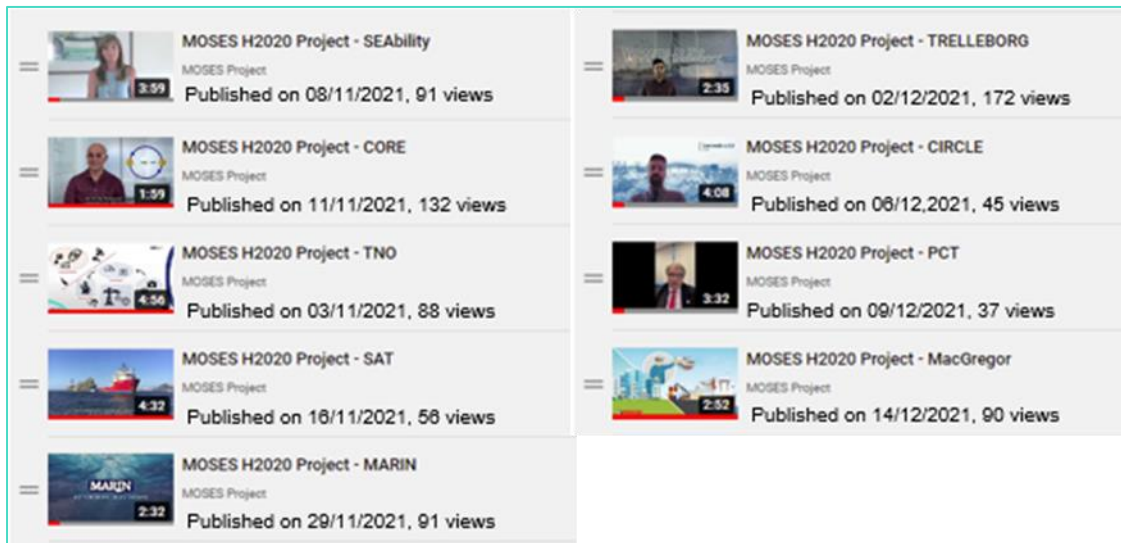 MOSES H2020 Project - SEAbility
MOSES Project
3:59
Published on 08/11/2021, 91 views
MOSES H2020 Project - CORE
MOSES Project
1:59
Published on 11/11/2021, 132 views
MOSES H2020 Project - TNO
MOSES Project
4:56
Published on 03/11/2021, 88 views
MOSES H2020 Project - SAT
MOSES Project
4:32
Published on 16/11/2021, 56 views
MOSES H2020 Project - MARIN
MOSES Project
MARIN
2:32
Published on 29/11/2021, 91 views
MOSES H2020 Project - TRELLEBORG
MOSES Project
2:35
Published on 02/12/2021, 172 views
MOSES H2020 Project - CIRCLE
MOSES Project
4:08
Published on 06/12,2021, 45 views
MOSES H2020 Project - PCT
MOSES Project
3:32
Published on 09/12/2021, 37 views
MOSES H2020 Project - MacGregor
MOSES Project
2:52
Published on 14/12/2021, 90 views